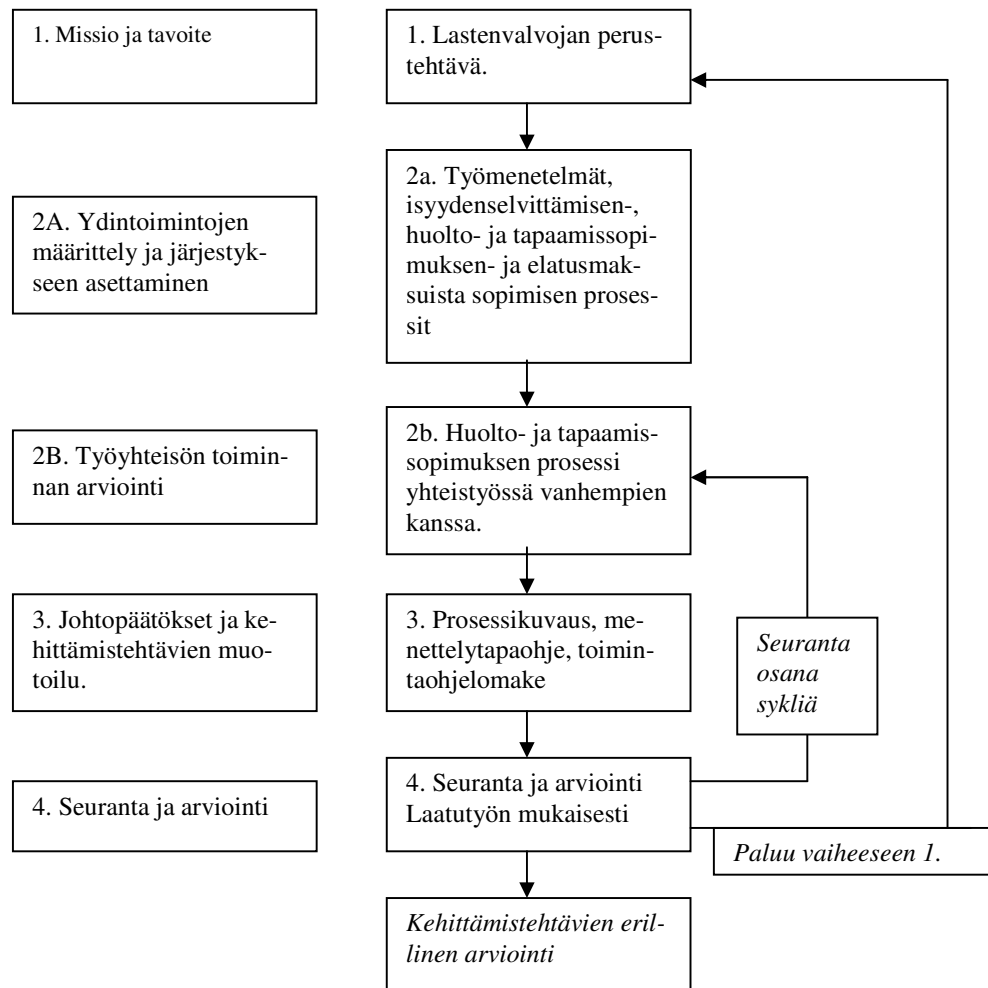 1. Missio ja tavoite
1. Lastenvalvojan perus-
tehtävä.
2A. Ydintoimintojen
määrittely ja järjestyk-
seen asettaminen
2a. Työmenetelmät,
isyydenselvittämisen-,
huolto- ja tapaamissopi-
muksen- ja elatusmak-
suista sopimisen proses-
sit
2B. Työyhteisön toimin-
nan arviointi
2b. Huolto- ja tapaamis-
sopimuksen prosessi
yhteistyössä vanhempien
kanssa.
3. Johtopäätökset ja ke-
hittämistehtävien muo-
toilu.
3. Prosessikuvaus, me-
nettelytapaohje, toimin-
taohjelomake
Seuranta
osana
sykliä
4. Seuranta ja arviointi
4. Seuranta ja arviointi
Laatutyön mukaisesti
Paluu vaiheeseen 1.
Kehittämistehtävien eril-
linen arviointi